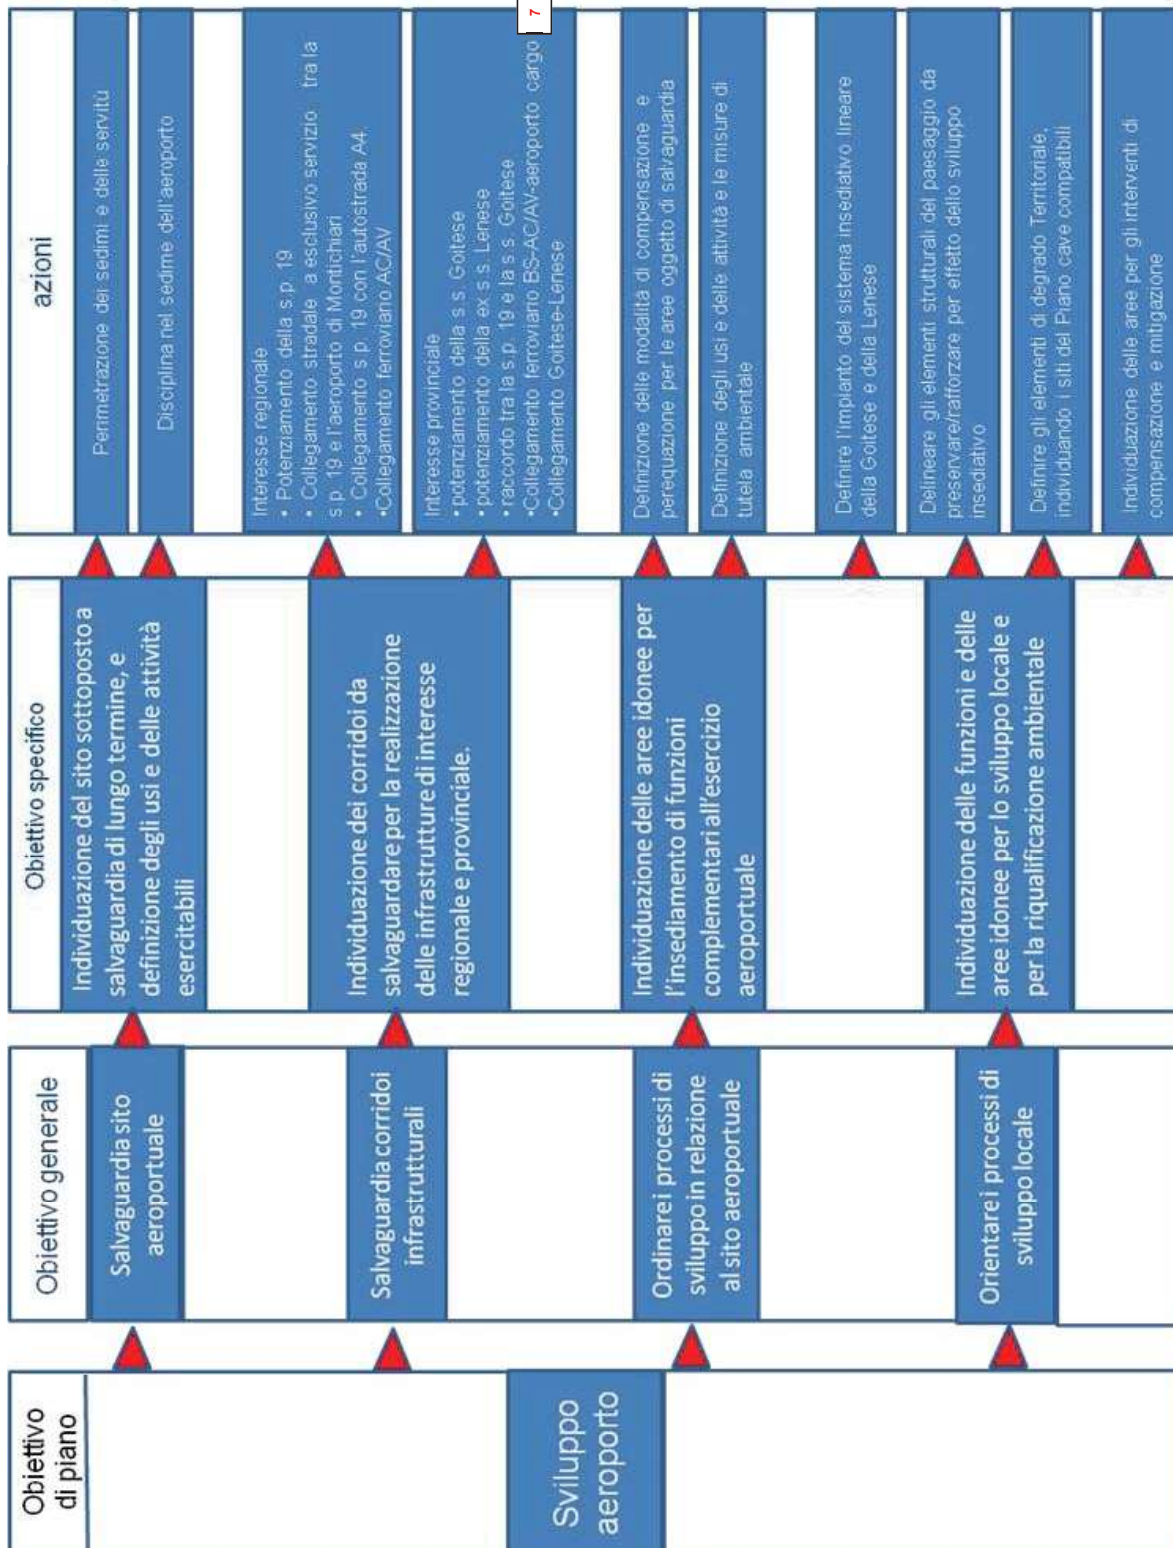 Obiettivo
di piano
Sviluppo
aeroporto
Obiettivo generale
Salvaguardia sito
aeroportuale
Salvaguardia corridoi
infrastrutturali
Ordinare i processi di
sviluppo in relazione
al sito aeroportuale
Orientare i processi di
sviluppo locale
Obiettivo specifico
Individuazione del sito sottoposto a
salvaguardia di lungo termine, e
definizione degli usi e delle attività
esercitabili
Individuazione dei corridoi da
salvaguardare per la realizzazione
delle infrastrutture di interesse
regionale e provinciale.
Individuazione delle aree idonee per
l'insediamento di funzioni
complementari all'esercizio
aeroportuale
Individuazione delle funzioni e delle
aree idonee per lo sviluppo locale e
per la riqualificazione ambientale
azioni
Perimetrazione dei sedimi e delle servitù
Disciplina nel sedime dell'aeroporto
Interesse regionale
• Potenziamento della s.p. 19
• Collegamento stradale a esclusivo servizio tra la
s.p. 19 e l'aeroporto di Montichiari
• Collegamento s.p. 19 con l'autostrada A4
•Collegamento ferroviario AC/AV
Interesse provinciale
• potenziamento della s.s. Goitese
• potenziamento della ex s.s. Lenese
• raccordo tra la s.p. 19 e la s.s. Goitese
•Collegamento ferroviario BS-AC/AV-aeroporto cargo
•Collegamento Goitese-Lenese
Definizione delle modalità di compensazione e
perequazione per le aree oggetto di salvaguardia
Definizione degli usi e delle attività e le misure di
tutela ambientale
Definire l'impianto del sistema insediativo lineare
della Goitese e della Lenese
Delineare gli elementi strutturali del paesaggio da
preservare/rafforzare per effetto dello sviluppo
insediativo
Definire gli elementi di degrado Territoriale,
individuando i siti del Piano cave compatibili
Individuazione delle aree per gli interventi di
compensazione e mitigazione
7